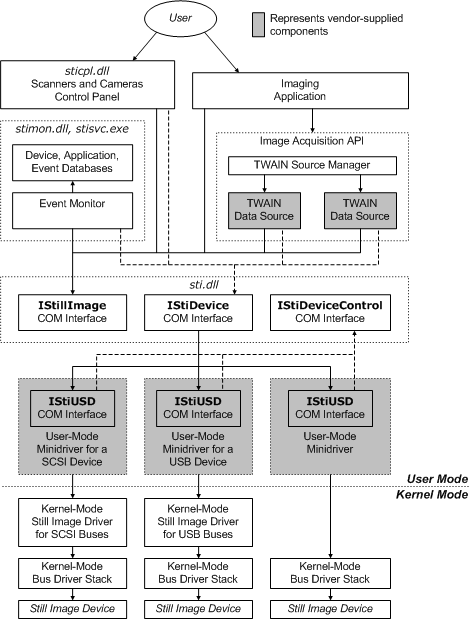 User
Represents vendor-supplied
components
sticpl.dll
Scanners and Cameras
Control Panel
Imaging
Application
stimon.dll, stisvc.exe
Device, Application,
Event Databases
Event Monitor
Image Acquisition API
TWAIN Source Manager
TWAIN
Data Source
TWAIN
Data Source
sti.dll
IStillImage
COM Interface
IStiDevice
COM Interface
IStiDeviceControl
COM Interface
IStiUSD
COM Interface
User-Mode
Minidriver for a
SCSI Device
IStiUSD
COM Interface
User-Mode
Minidriver for a
USB Device
IStiUSD
COM Interface
User-Mode
Minidriver
User Mode
Kernel Mode
Kernel-Mode
Still Image Driver
for SCSI Buses
Kernel-Mode
Still Image Driver
for USB Buses
Kernel-Mode
Bus Driver Stack
Kernel-Mode
Bus Driver Stack
Kernel-Mode
Bus Driver Stack
Still Image Device
Still Image Device
Still Image Device